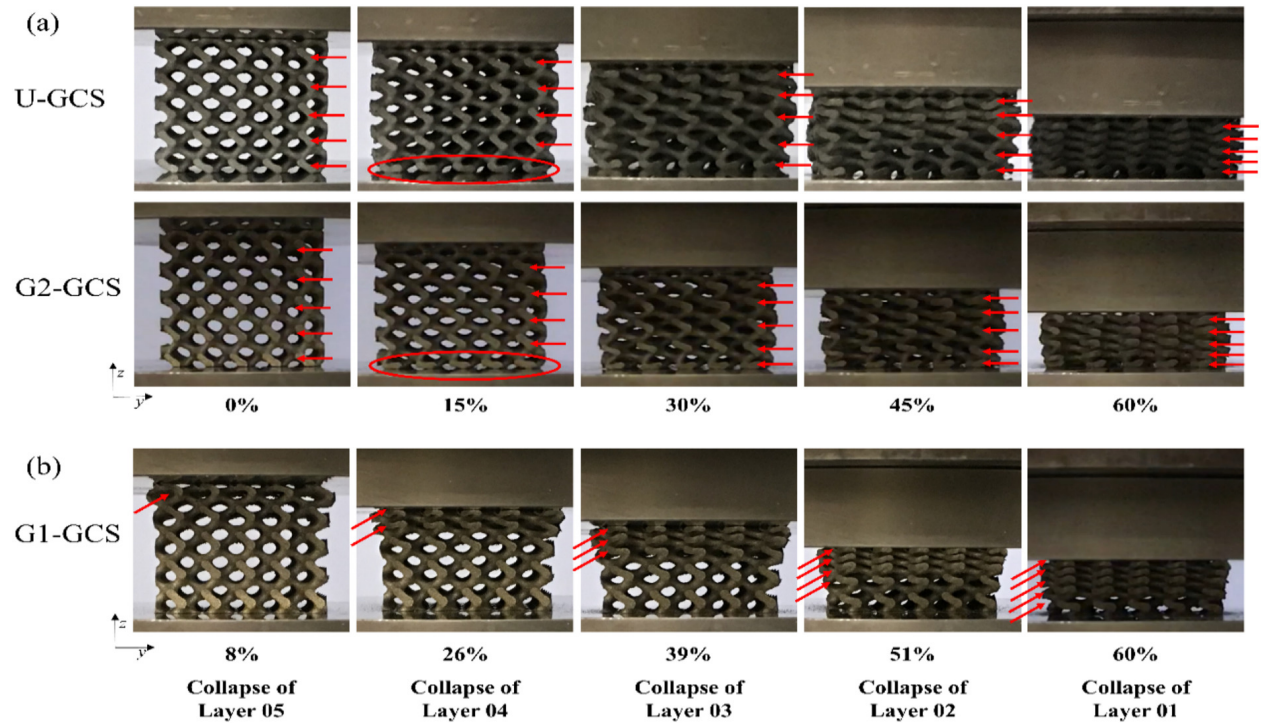 (a)
U-GCS
G2-GCS
z
y
0% 15% 30% 45% 60%
(b)
G1-GCS
z
y
8% 26% 39% 51% 60%
Collapse of Collapse of Collapse of Collapse of Collapse of
Layer 05 Layer 04 Layer 03 Layer 02 Layer 01